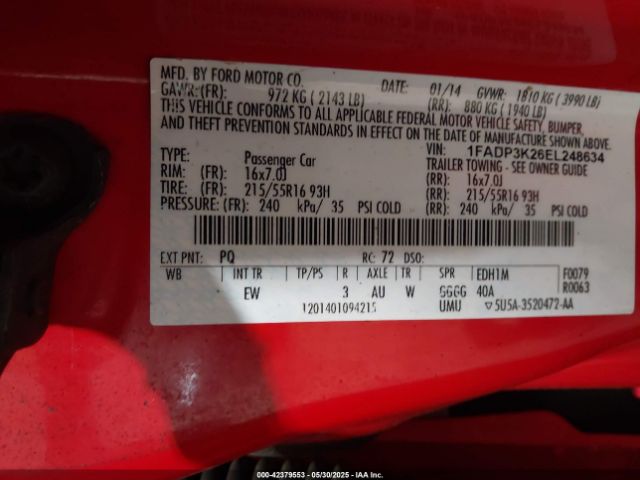 MFD. BY FORD MOTOR CO. DATE: 01/14 GVWR: 1810 KG ( 3990 LB)
GAWR:(FR): 972 KG ( 2143 LB) (RR): 880 KG ( 1940 LB)
THIS VEHICLE CONFORMS TO ALL APPLICABLE FEDERAL MOTOR VEHICLE SAFETY, BUMPER,
AND THEFT PREVENTION STANDARDS IN EFFECT ON THE DATE OF MANUFACTURE SHOWN ABOVE.
VIN: 1FADP3K26EL248634
TYPE: Passenger Car TRAILER TOWING - SEE OWNER GUIDE
RIM: (FR): 16x7.0J (RR): 16x7.0J
TIRE: (FR): 215/55R16 93H (RR): 215/55R16 93H
PRESSURE: (FR): 240 kPa/ 35 PSI COLD (RR): 240 kPa/ 35 PSI COLD
EXT PNT: PQ RC: 72 DSO:
WB INT TR TP/PS R AXLE TR SPR EDH1M F0079
EW 3 AU W GGGG 40A R0063
1201401094215 UMU ▽5U5A-3520472-AA
000-42379553 — 05/30/2025 — IAA Inc.